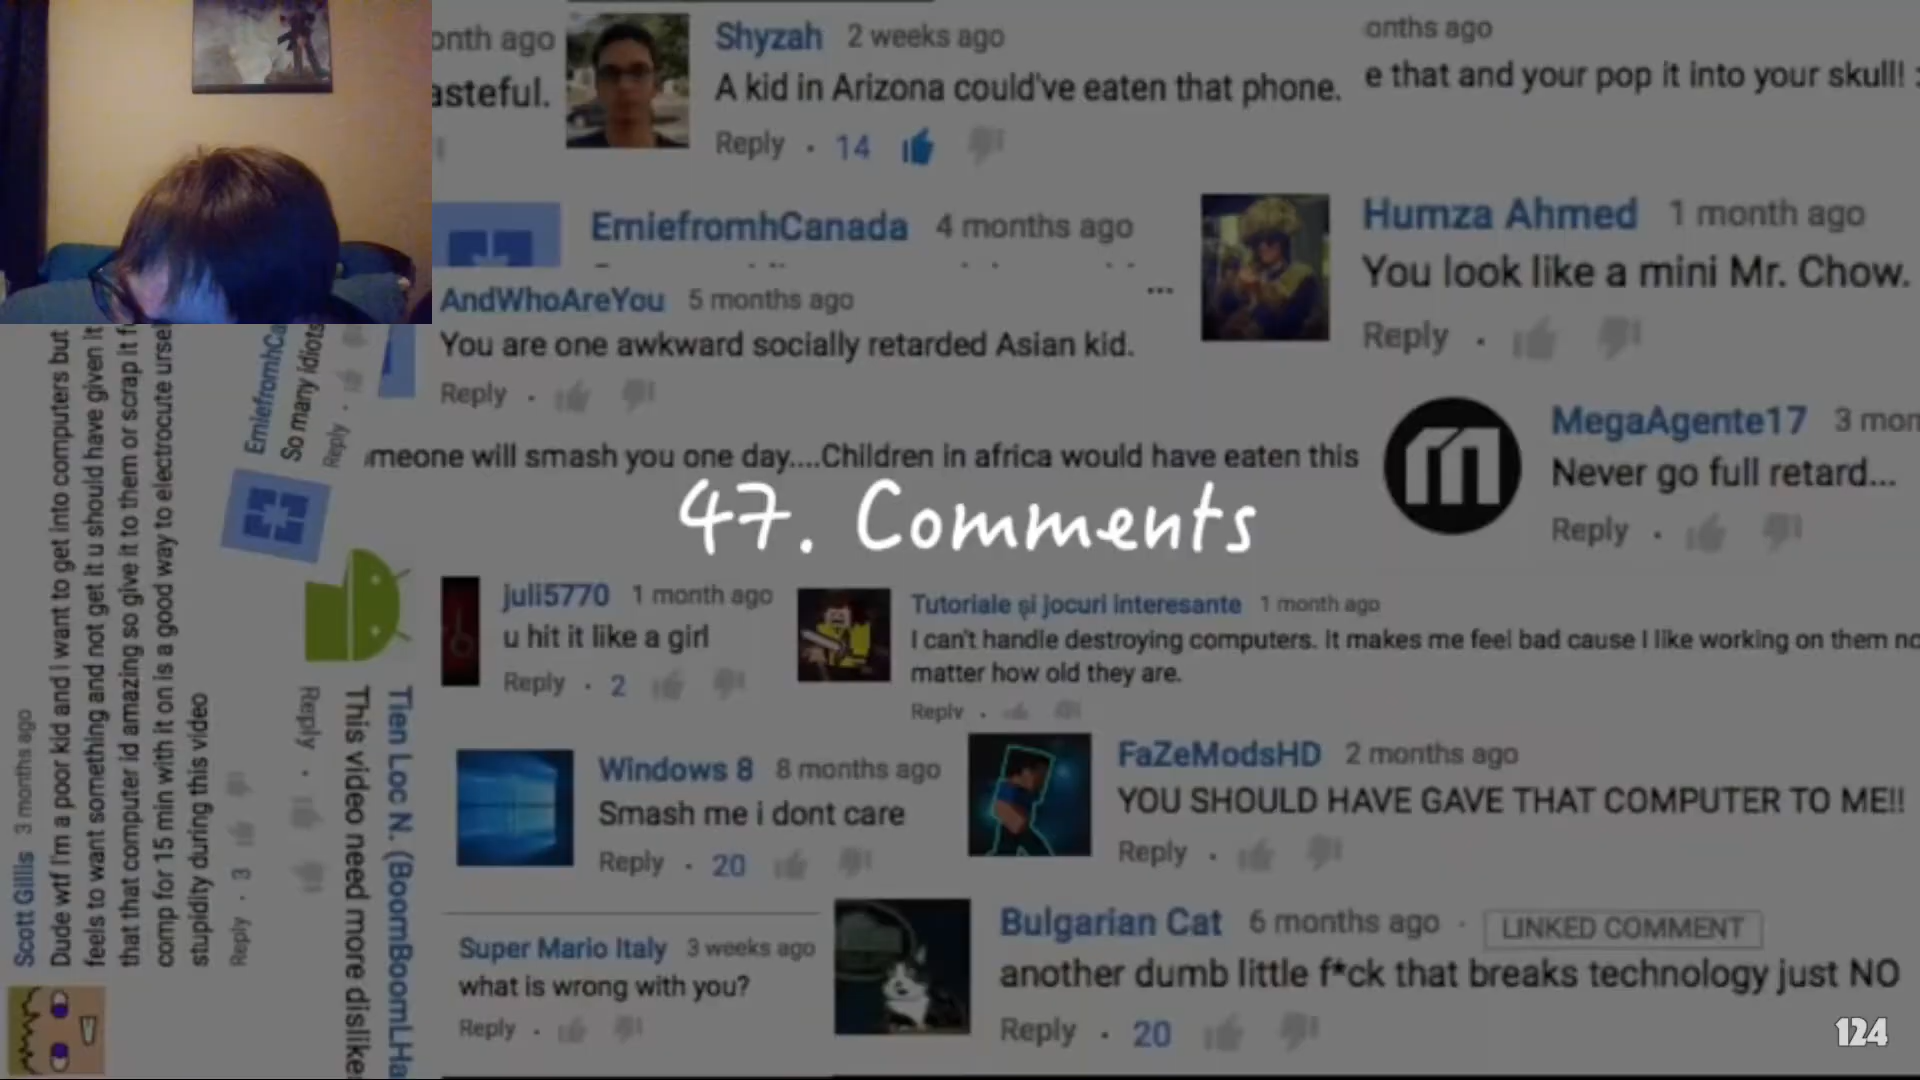 onth ago
asteful.
Shyzah 2 weeks ago
A kid in Arizona could've eaten that phone.
Reply · 14
onths ago
e that and your pop it into your skull!
ErniefromhCanada 4 months ago
AndWhoAreYou 5 months ago
You are one awkward socially retarded Asian kid.
Reply ·
...
Humza Ahmed 1 month ago
You look like a mini Mr. Chow.
Reply ·
meone will smash you one day....Children in africa would have eaten this
MegaAgente17 3 mon
Never go full retard...
Reply ·
47. Comments
juli5770 1 month ago
u hit it like a girl
Reply · 2
Tutoriale și jocuri interesante 1 month ago
I can't handle destroying computers. It makes me feel bad cause I like working on them no
matter how old they are.
Reply ·
Windows 8 8 months ago
Smash me i dont care
Reply · 20
FaZeModsHD 2 months ago
YOU SHOULD HAVE GAVE THAT COMPUTER TO ME!!
Reply ·
Super Mario Italy 3 weeks ago
what is wrong with you?
Reply ·
Bulgarian Cat 6 months ago · LINKED COMMENT
another dumb little f*ck that breaks technology just NO
Reply · 20
Scott Gillis 3 months ago
Dude wtf I'm a poor kid and I want to get into computers but
feels to want something and not get it u should have given it
that that computer id amazing so give it to them or scrap it f
comp for 15 min with it on is a good way to electrocute ursel
stupidity during this video
Reply · 3
ErniefromhCa
So many idiots
Reply ·
Tien Loc N. (BoomBoomLHa
This video need more dislike
Reply ·
124